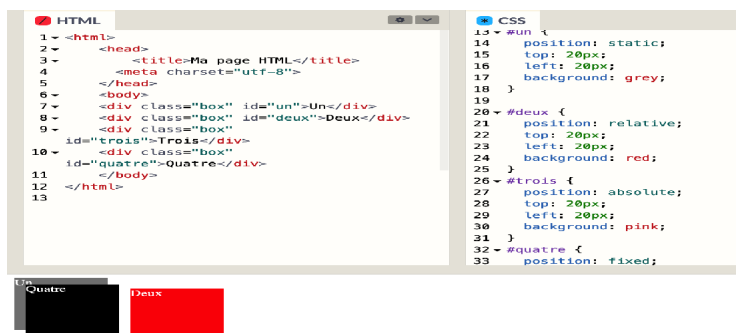 HTML
1 <html>
2 <head>
3 <title>Ma page HTML</title>
4 <meta charset="utf-8">
5 </head>
6 <body>
7 <div class="box" id="un">Un</div>
8 <div class="box" id="deux">Deux</div>
9 <div class="box"
id="trois">Trois</div>
10 <div class="box"
id="quatre">Quatre</div>
11 </body>
12 </html>
13
CSS
13 #un {
14 position: static;
15 top: 20px;
16 left: 20px;
17 background: grey;
18 }
19
20 #deux {
21 position: relative;
22 top: 20px;
23 left: 20px;
24 background: red;
25 }
26 #trois {
27 position: absolute;
28 top: 20px;
29 left: 20px;
30 background: pink;
31 }
32 #quatre {
33 position: fixed;
Un
Quatre
Deux